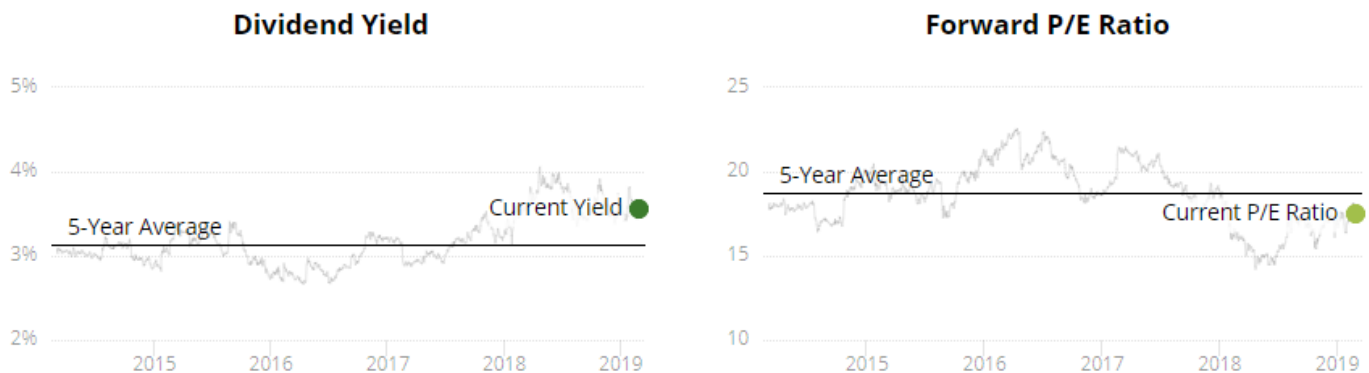 Dividend Yield
5%
4%
3%
2%
5-Year Average
Current Yield
2015 2016 2017 2018 2019
Forward P/E Ratio
25
20
15
10
5-Year Average
Current P/E Ratio
2015 2016 2017 2018 2019